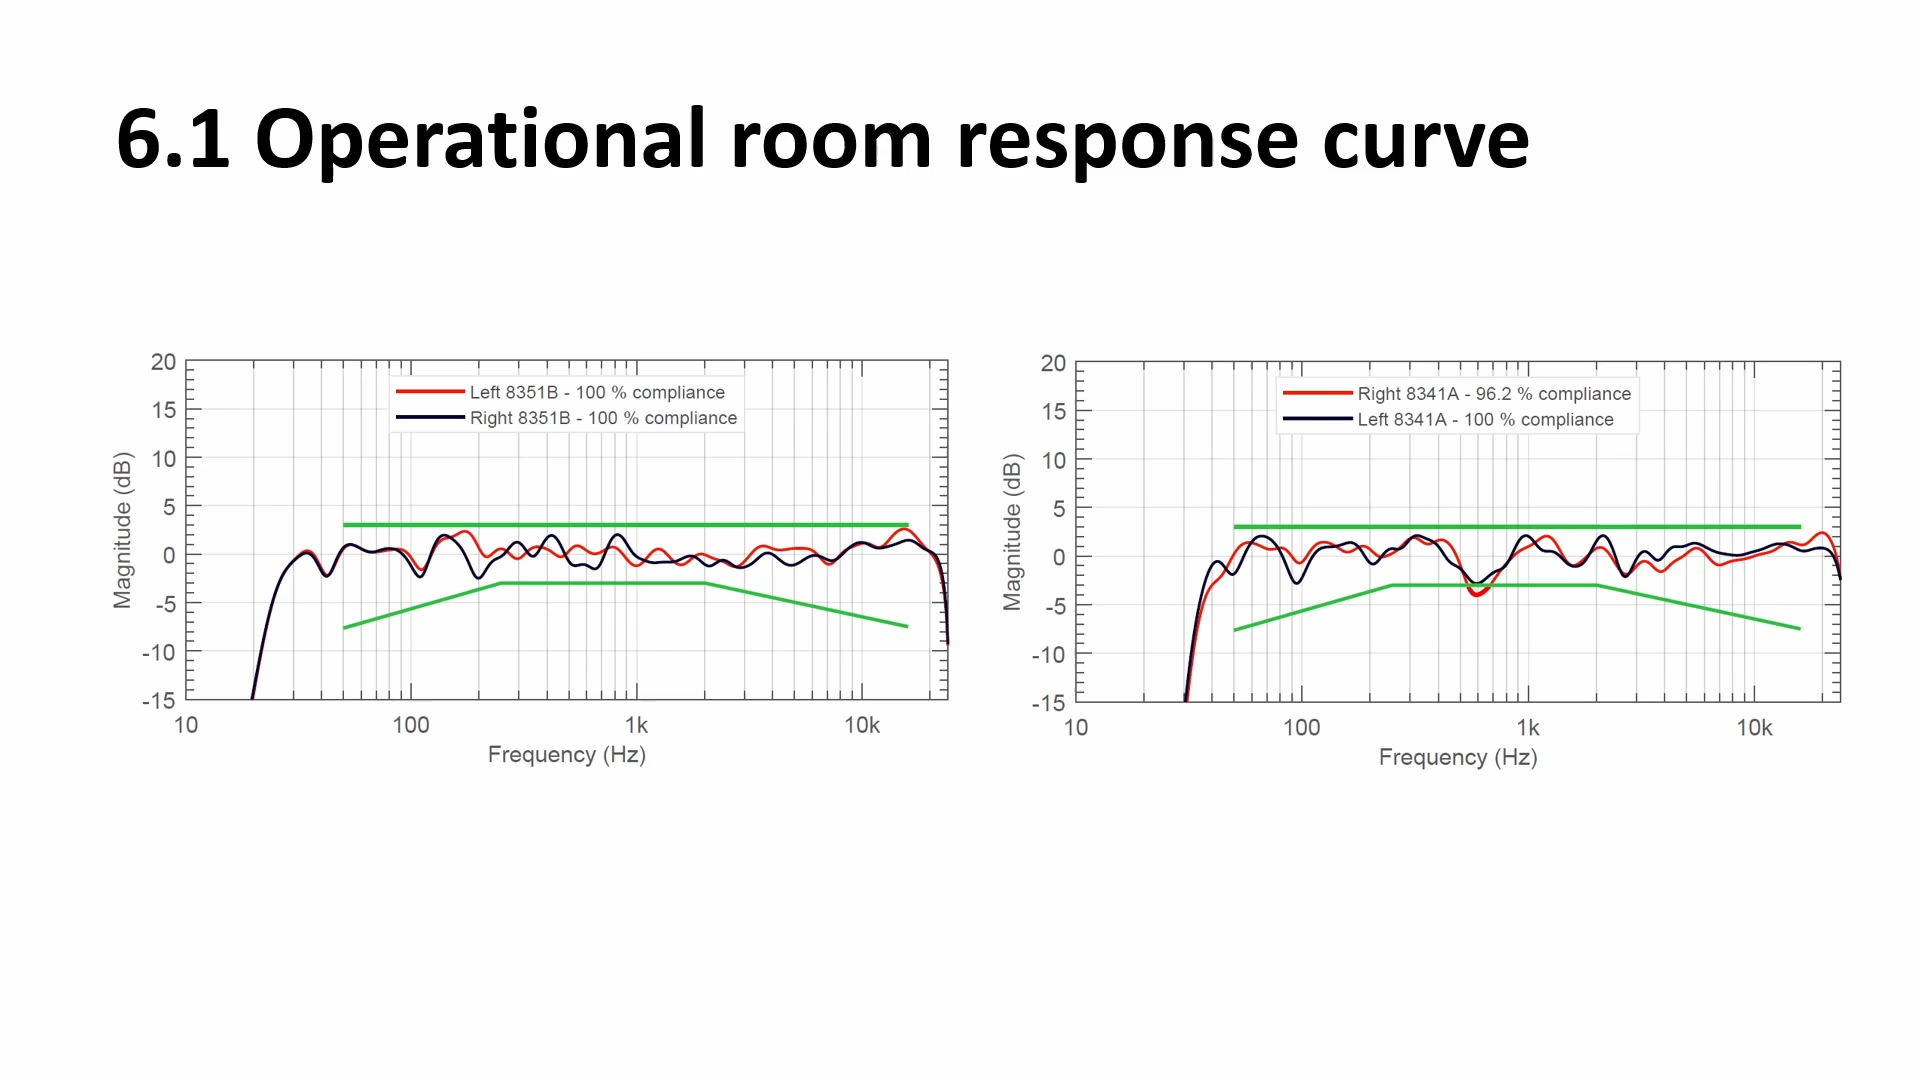 6.1 Operational room response curve
Left 8351B - 100 % compliance
Right 8351B - 100 % compliance
20
15
10
5
0
-5
-10
-15
Magnitude (dB)
10
100
1k
10k
Frequency (Hz)
Right 8341A - 96.2 % compliance
Left 8341A - 100 % compliance
20
15
10
5
0
-5
-10
-15
Magnitude (dB)
10
100
1k
10k
Frequency (Hz)